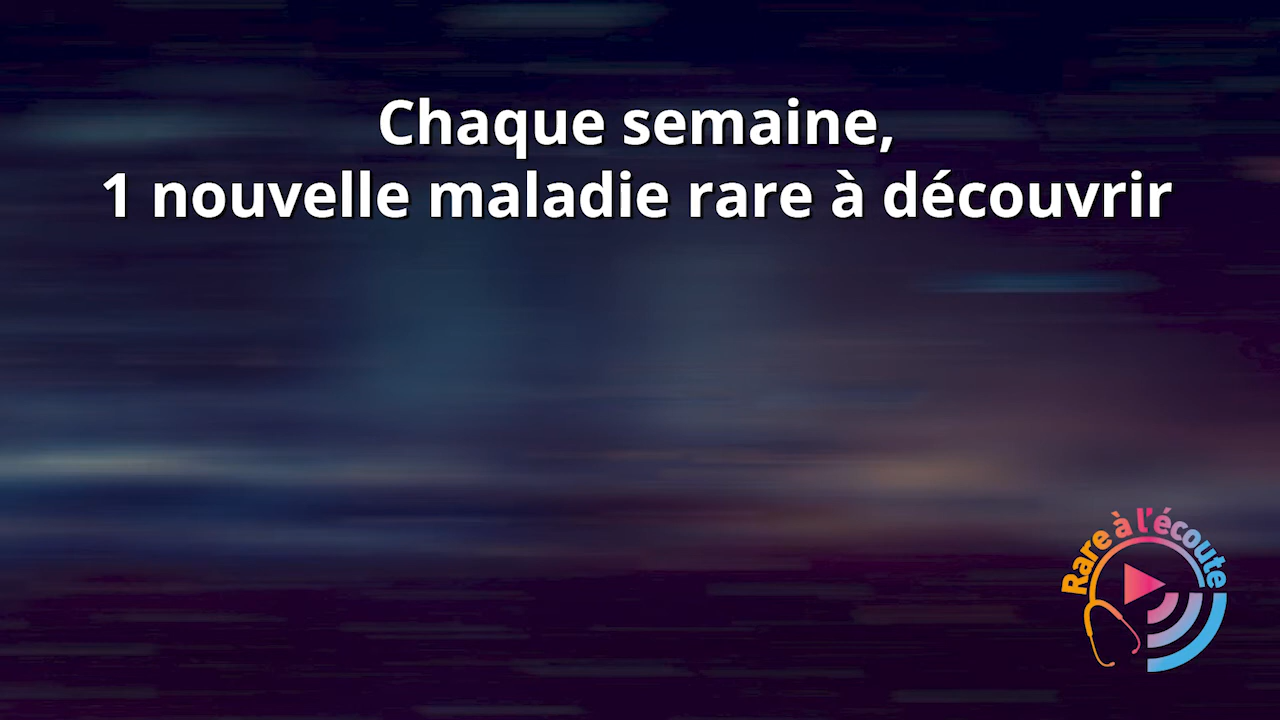 Chaque semaine,
1 nouvelle maladie rare à découvrir
Rare à l'écoute